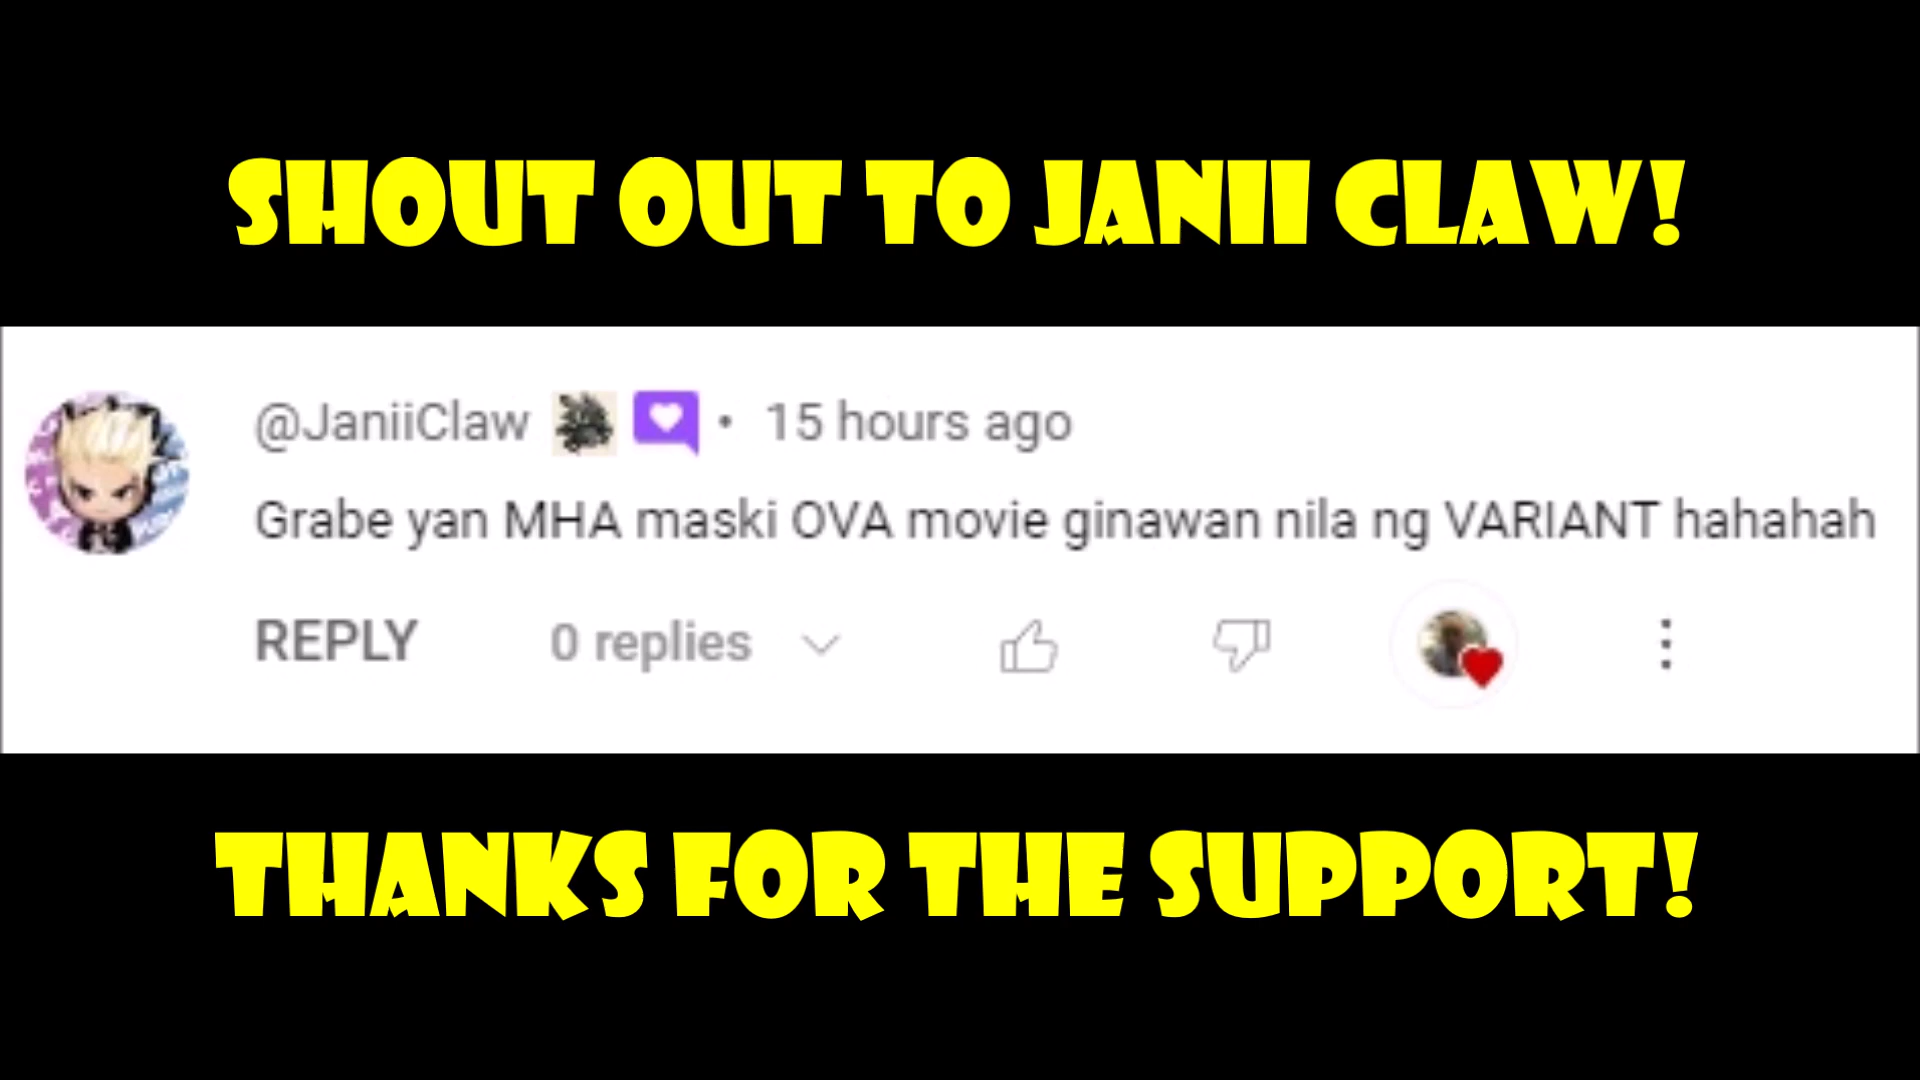 SHOUT OUT TO JANII CLAW!
@JaniiClaw • 15 hours ago
Grabe yan MHA maski OVA movie ginawan nila ng VARIANT hahahah
REPLY 0 replies
THANKS FOR THE SUPPORT!